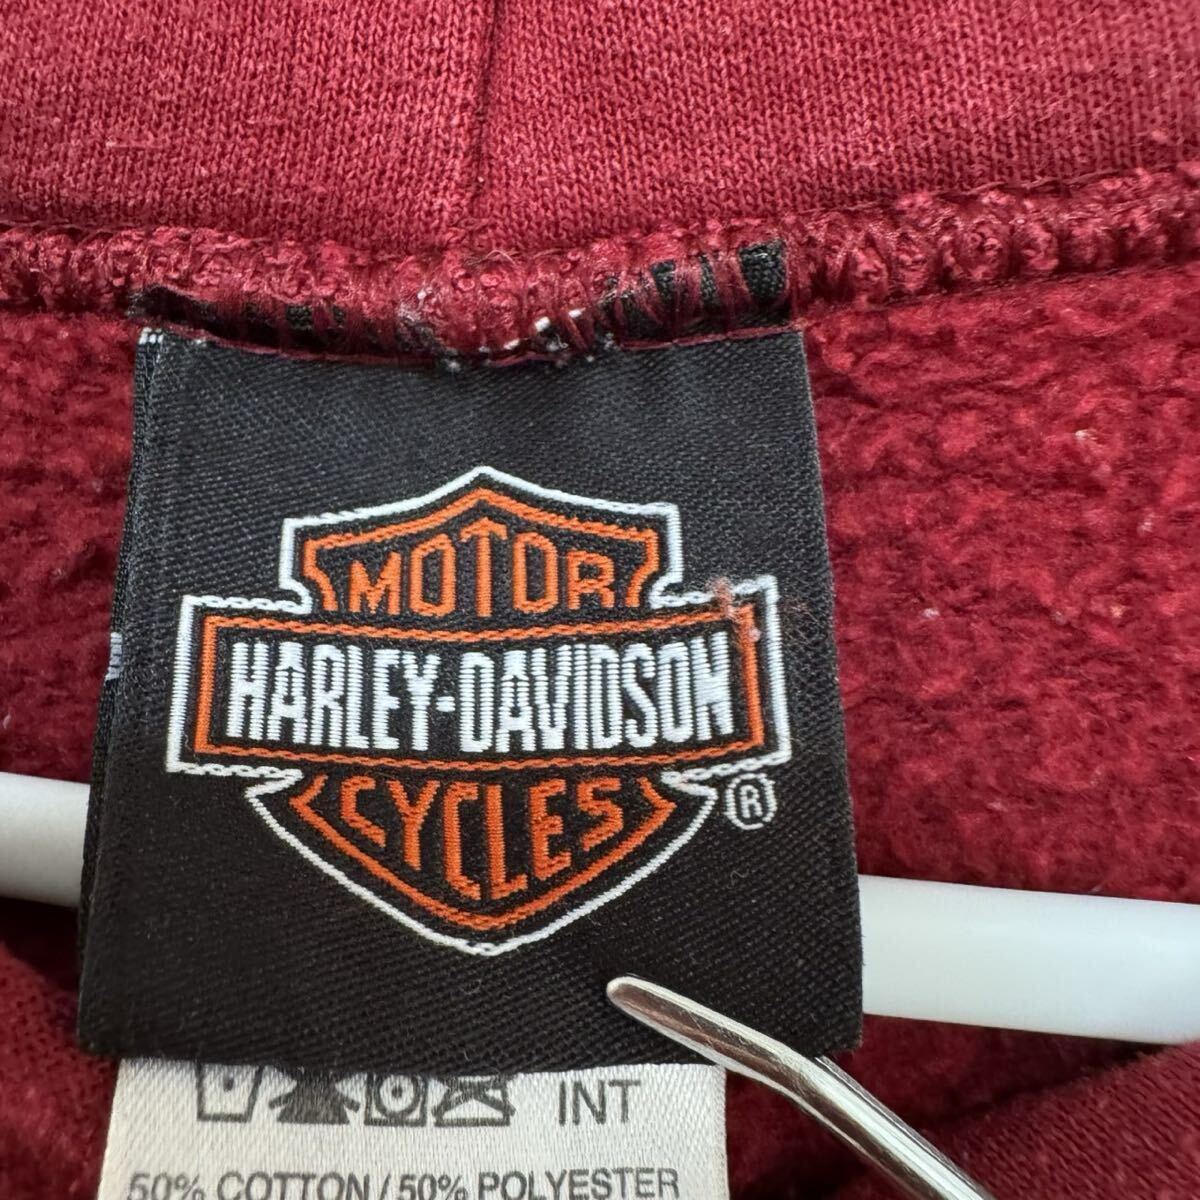 MOTOR
HARLEY-DAVIDSON
CYCLES
®
INT
50% COTTON / 50% POLYESTER